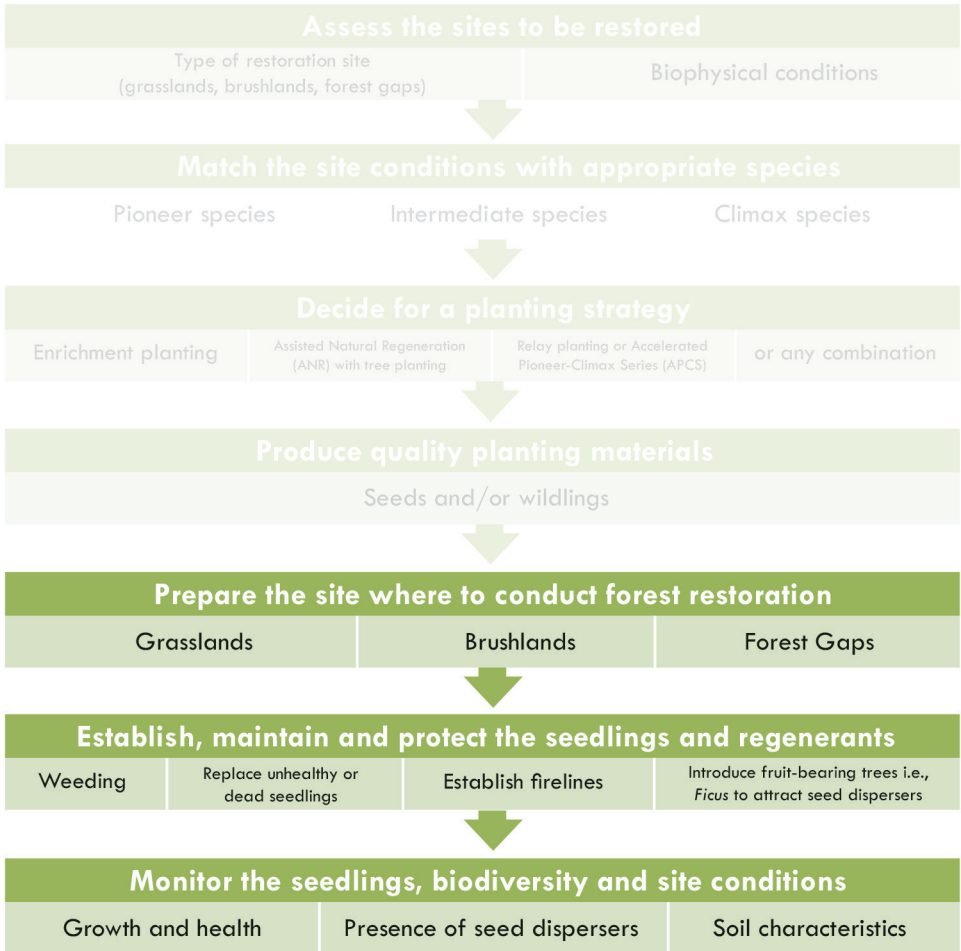 Assess the sites to be restored
Type of restoration site
(grasslands, brushlands, forest gaps)
Biophysical conditions
Match the site conditions with appropriate species
Pioneer species
Intermediate species
Climax species
Decide for a planting strategy
Enrichment planting
Assisted Natural Regeneration
(ANR) with tree planting
Relay planting or Accelerated
Pioneer-Climax Series (APCS)
or any combination
Produce quality planting materials
Seeds and/or wildlings
Prepare the site where to conduct forest restoration
Grasslands
Brushlands
Forest Gaps
Establish, maintain and protect the seedlings and regenerants
Weeding
Replace unhealthy or
dead seedlings
Establish firelines
Introduce fruit-bearing trees i.e.,
Ficus to attract seed dispersers
Monitor the seedlings, biodiversity and site conditions
Growth and health
Presence of seed dispersers
Soil characteristics